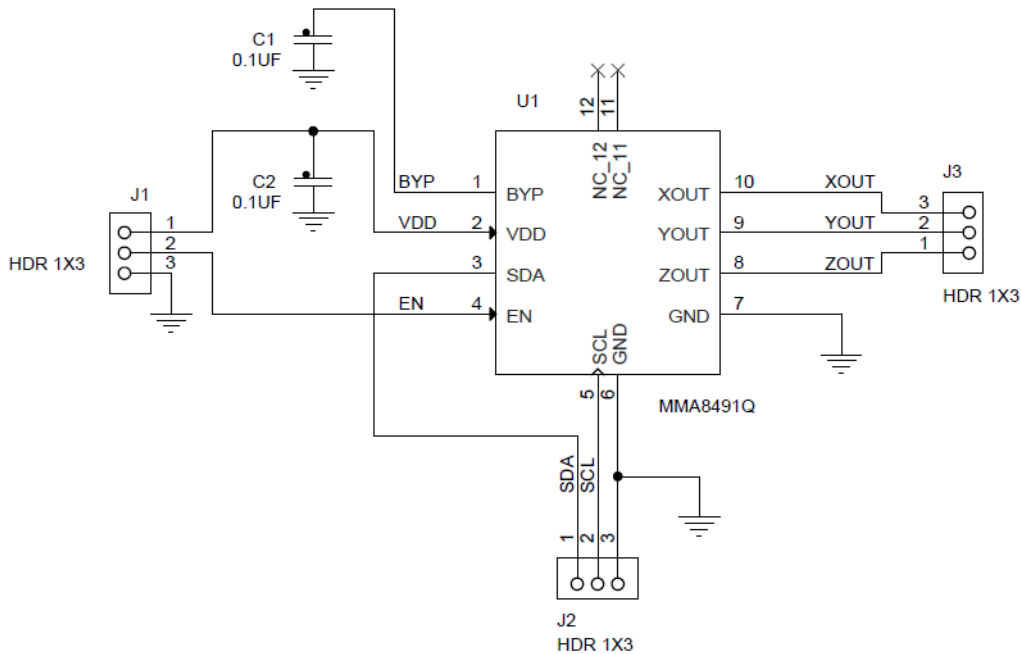 C1
0.1UF
U1
12
11
NC_12
NC_11
C2
0.1UF
BYP
1
BYP
XOUT
10
XOUT
J3
J1
VDD
2
VDD
YOUT
9
YOUT
3
2
1
1
2
3
HDR 1X3
3
SDA
ZOUT
8
ZOUT
HDR 1X3
EN
4
EN
GND
7
SCL
GND
5
6
MMA8491Q
SDA
SCL
1
2
3
J2
HDR 1X3